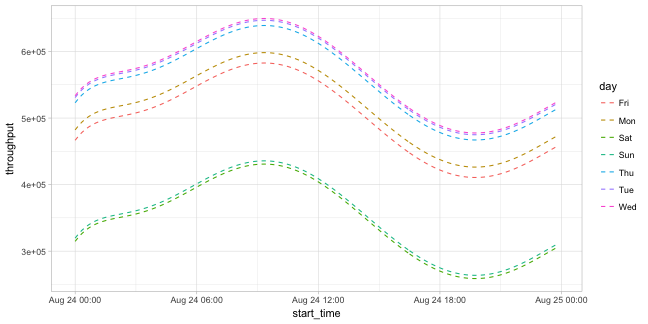 6e+05
5e+05
4e+05
3e+05
throughput
Aug 24 00:00
Aug 24 06:00
Aug 24 12:00
Aug 24 18:00
Aug 25 00:00
start_time
day
Fri
Mon
Sat
Sun
Thu
Tue
Wed